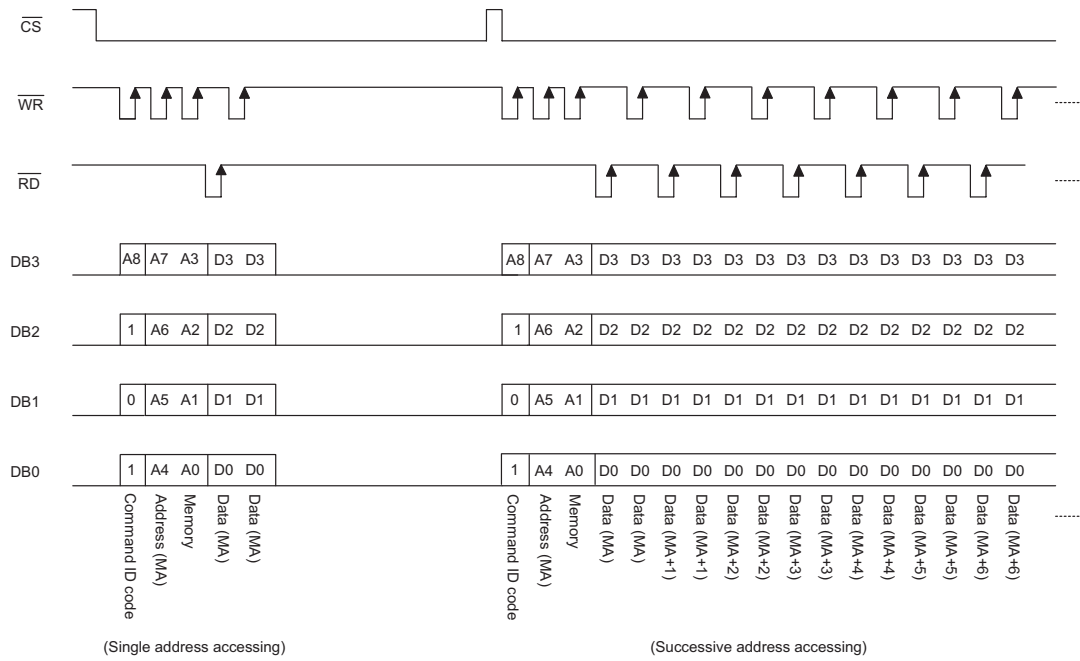 CS
WR
RD
DB3 A8 A7 A3 D3 D3 A8 A7 A3 D3 D3 D3 D3 D3 D3 D3 D3 D3 D3 D3 D3 D3 D3
DB2 1 A6 A2 D2 D2 1 A6 A2 D2 D2 D2 D2 D2 D2 D2 D2 D2 D2 D2 D2 D2 D2
DB1 0 A5 A1 D1 D1 0 A5 A1 D1 D1 D1 D1 D1 D1 D1 D1 D1 D1 D1 D1 D1 D1
DB0 1 A4 A0 D0 D0 1 A4 A0 D0 D0 D0 D0 D0 D0 D0 D0 D0 D0 D0 D0 D0 D0
Command ID code
Address (MA)
Memory
Data (MA)
Data (MA)
Command ID code
Address (MA)
Memory
Data (MA)
Data (MA)
Data (MA+1)
Data (MA+1)
Data (MA+2)
Data (MA+2)
Data (MA+3)
Data (MA+3)
Data (MA+4)
Data (MA+4)
Data (MA+5)
Data (MA+5)
Data (MA+6)
Data (MA+6)
(Single address accessing)
(Successive address accessing)